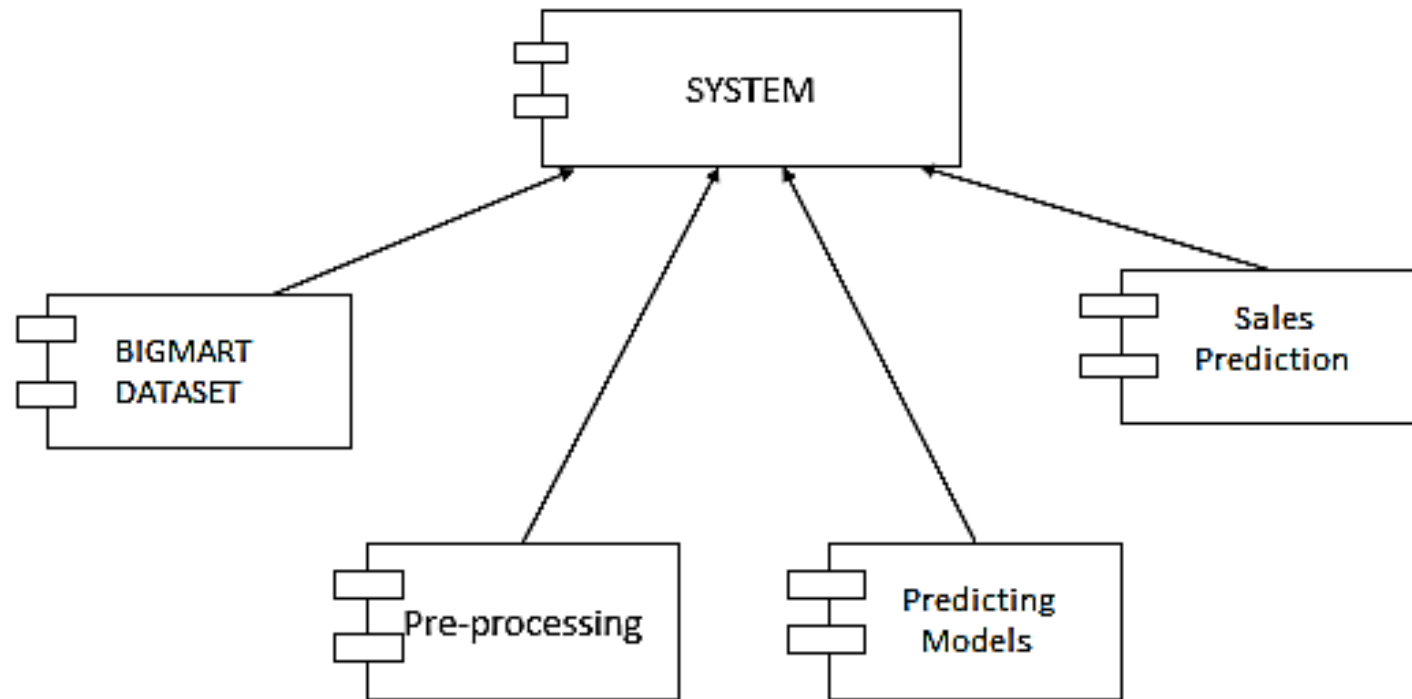 SYSTEM
BIGMART
DATASET
Sales
Prediction
Pre-processing
Predicting
Models